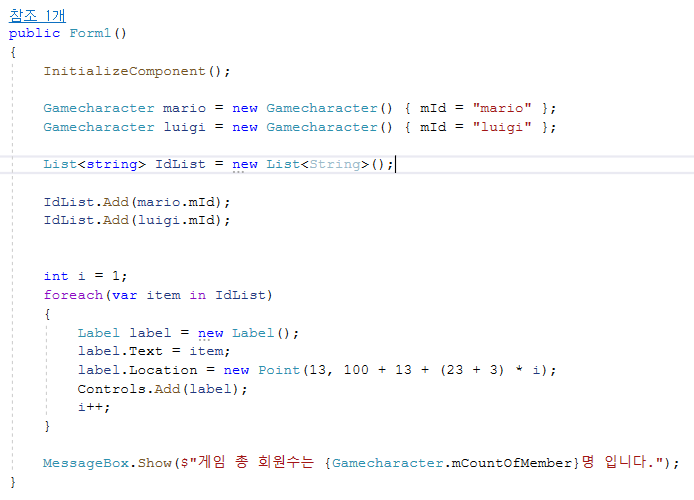 참조 1개
public Form1()
{
InitializeComponent();
Gamecharacter mario = new Gamecharacter() { mId = "mario" };
Gamecharacter luigi = new Gamecharacter() { mId = "luigi" };
List<string> IdList = new List<String>();
IdList.Add(mario.mId);
IdList.Add(luigi.mId);
int i = 1;
foreach(var item in IdList)
{
Label label = new Label();
label.Text = item;
label.Location = new Point(13, 100 + 13 + (23 + 3) * i);
Controls.Add(label);
i++;
}
MessageBox.Show($"게임 총 회원수는 {Gamecharacter.mCountOfMember}명 입니다.");
}